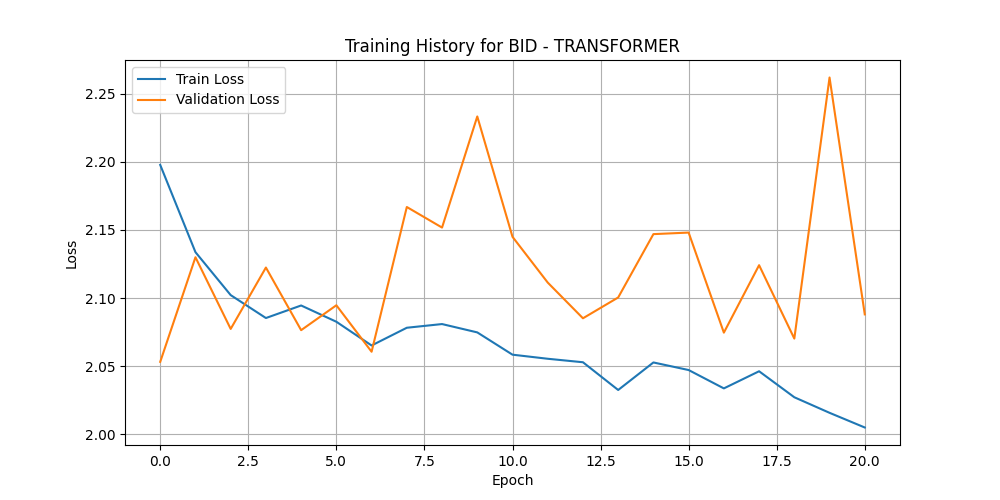 Training History for BID - TRANSFORMER
Train Loss
Validation Loss
Loss
2.25
2.20
2.15
2.10
2.05
2.00
0.0 2.5 5.0 7.5 10.0 12.5 15.0 17.5 20.0
Epoch